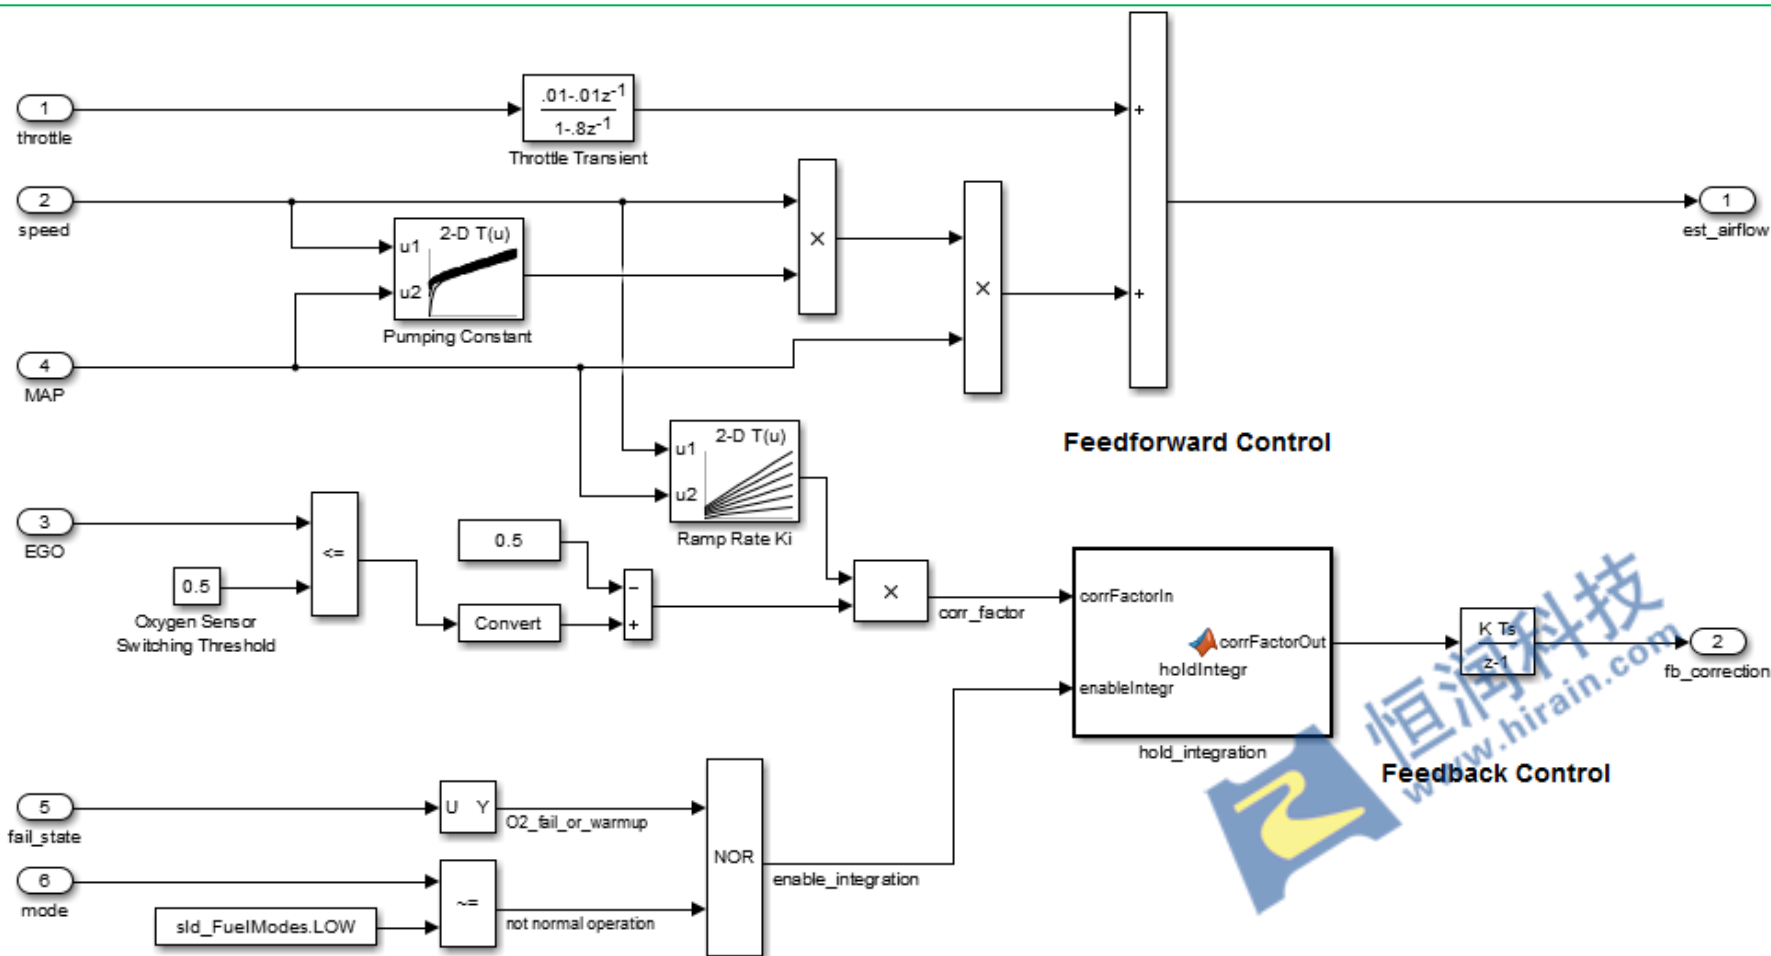 1
throttle
.01-.01z-1
1-.8z-1
Throttle Transient
+
2
speed
2-D T(u)
u1
u2
Pumping Constant
×
×
+
1
est_airflow
4
MAP
2-D T(u)
u1
u2
Ramp Rate Ki
Feedforward Control
3
EGO
0.5
Oxygen Sensor
Switching Threshold
<=
0.5
Convert
−
+
×
corr_factor
corrFactorIn
enableIntegr
holdIntegr
corrFactorOut
hold_integration
K Ts
z-1
2
fb_correction
Feedback Control
5
fail_state
U Y
O2_fail_or_warmup
6
mode
sld_FuelModes.LOW
~=
not normal operation
NOR
enable_integration
恒润科技
www.hirain.com